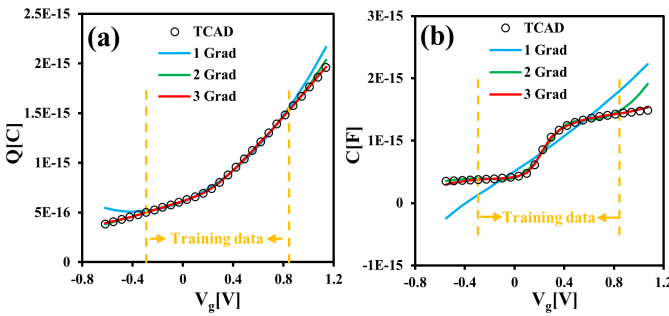 2.5E-15
2E-15
1.5E-15
1E-15
5E-16
0
Q[C]
(a)
TCAD
1 Grad
2 Grad
3 Grad
Training data
-0.8 -0.4 0 0.4 0.8 1.2
Vg[V]
3E-15
2E-15
1E-15
0
-1E-15
C[F]
(b)
TCAD
1 Grad
2 Grad
3 Grad
Training data
-0.8 -0.4 0 0.4 0.8 1.2
Vg[V]